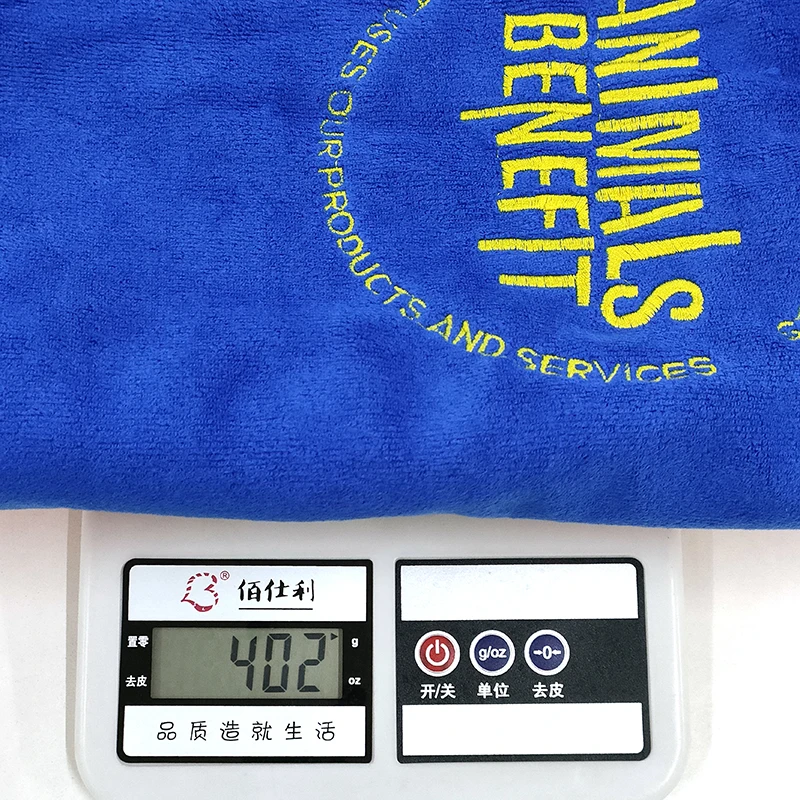 ANIMALS
BENEFIT
USES OUR PRODUCTS AND SERVICES
®
佰仕利
置零
402
g
去皮
oz
品质造就生活
g/oz
→0←
开/关
单位
去皮